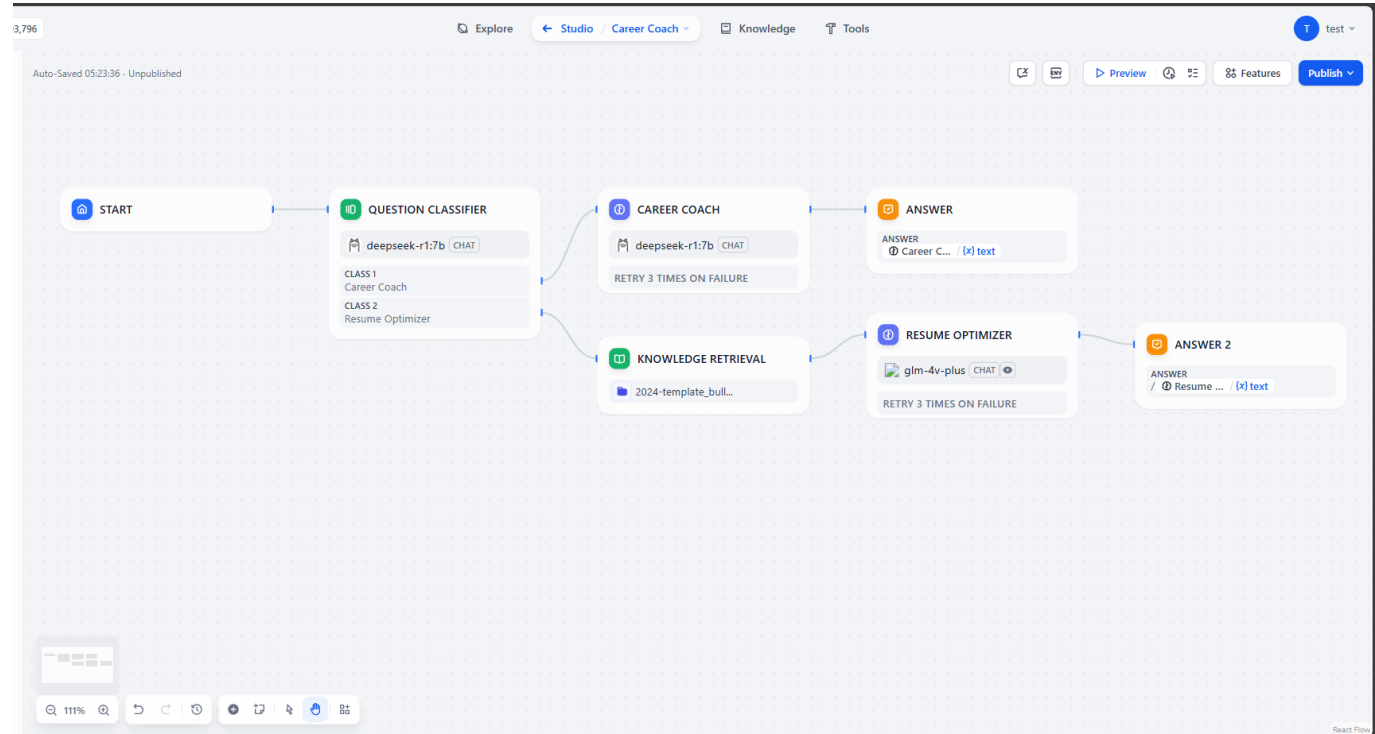 3,796
Explore
Studio / Career Coach
Knowledge
Tools
T
test
Auto-Saved 05:23:36 · Unpublished
ENV
Preview
Features
Publish
START
QUESTION CLASSIFIER
deepseek-r1:7b CHAT
CLASS 1
Career Coach
CLASS 2
Resume Optimizer
CAREER COACH
deepseek-r1:7b CHAT
RETRY 3 TIMES ON FAILURE
ANSWER
ANSWER
Career C... / {x} text
KNOWLEDGE RETRIEVAL
2024-template_bull...
RESUME OPTIMIZER
glm-4v-plus CHAT
RETRY 3 TIMES ON FAILURE
ANSWER 2
ANSWER
/ Resume ... / {x} text
111%
React Flow